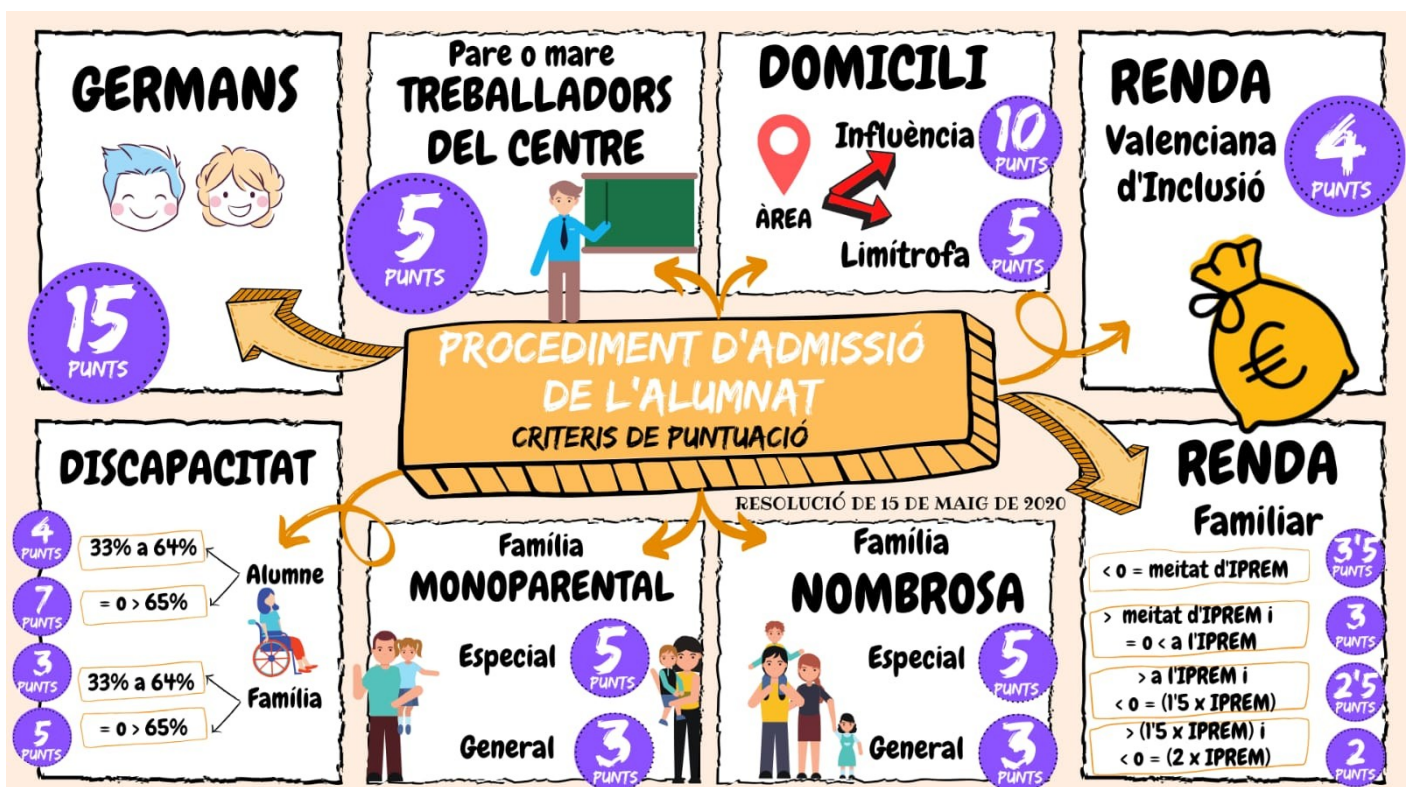 GERMANS
15
PUNTS
Pare o mare
TREBALLADORS
DEL CENTRE
5
PUNTS
DOMICILI
ÀREA
Influència
10
PUNTS
Limítrofa
5
PUNTS
RENDA
Valenciana
d'Inclusió
4
PUNTS
PROCEDIMENT D'ADMISSIÓ
DE L'ALUMNAT
CRITERIS DE PUNTUACIÓ
RESOLUCIÓ DE 15 DE MAIG DE 2020
DISCAPACITAT
4
PUNTS
33% a 64%
Alumne
7
PUNTS
= o > 65%
3
PUNTS
33% a 64%
Família
5
PUNTS
= o > 65%
Família
MONOPARENTAL
Especial
5
PUNTS
General
3
PUNTS
Família
NOMBROSA
Especial
5
PUNTS
General
3
PUNTS
RENDA
Familiar
< o = meitat d'IPREM
3'5
PUNTS
> meitat d'IPREM i
= o < a l'IPREM
3
PUNTS
> a l'IPREM i
< o = (1'5 x IPREM)
2'5
PUNTS
> (1'5 x IPREM) i
< o = (2 x IPREM)
2
PUNTS